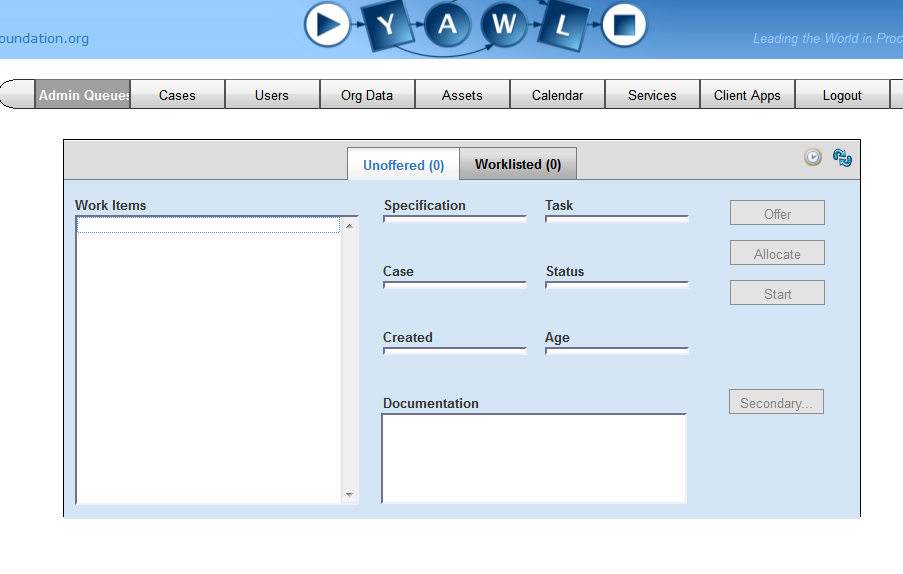 Y A W L
oundation.org
Leading the World in Proc
Admin Queues Cases Users Org Data Assets Calendar Services Client Apps Logout
Unoffered (0) Worklisted (0)
Work Items
Specification Task
Offer
Allocate
Case Status
Start
Created Age
Documentation
Secondary...